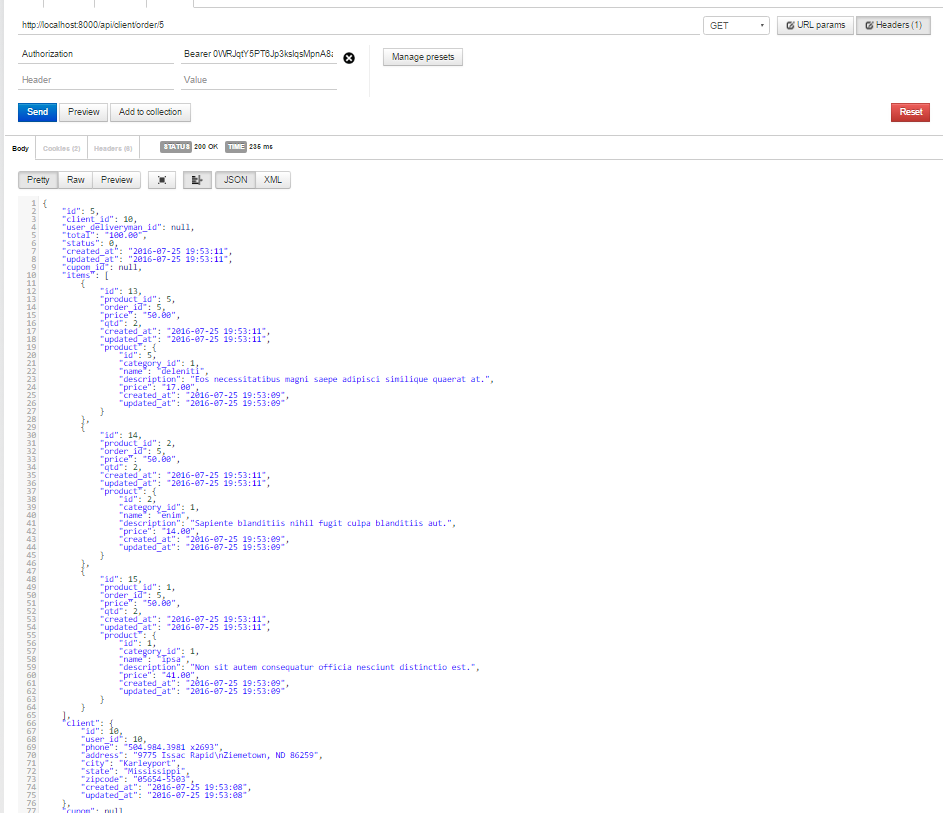 http://localhost:8000/api/client/order/5 GET URL params Headers (1)
Authorization Bearer 0WRJqtY5PT6Jp3kslqsMpnA8a Manage presets
Header Value
Send Preview Add to collection Reset
Body Cookies (2) Headers (8) STATUS 200 OK TIME 235 ms
Pretty Raw Preview JSON XML
1 {
2 "id": 5,
3 "client_id": 10,
4 "user_deliveryman_id": null,
5 "total": "100.00",
6 "status": 0,
7 "created_at": "2016-07-25 19:53:11",
8 "updated_at": "2016-07-25 19:53:11",
9 "cupom_id": null,
10 "items": [
11 {
12 "id": 13,
13 "product_id": 5,
14 "order_id": 5,
15 "price": "50.00",
16 "qtd": 2,
17 "created_at": "2016-07-25 19:53:11",
18 "updated_at": "2016-07-25 19:53:11",
19 "product": {
20 "id": 5,
21 "category_id": 1,
22 "name": "deleniti",
23 "description": "Eos necessitatibus magni saepe adipisci similique quaerat at.",
24 "price": "17.00",
25 "created_at": "2016-07-25 19:53:09",
26 "updated_at": "2016-07-25 19:53:09"
27 }
28 },
29 {
30 "id": 14,
31 "product_id": 2,
32 "order_id": 5,
33 "price": "50.00",
34 "qtd": 2,
35 "created_at": "2016-07-25 19:53:11",
36 "updated_at": "2016-07-25 19:53:11",
37 "product": {
38 "id": 2,
39 "category_id": 1,
40 "name": "enim",
41 "description": "Sapiente blanditiis nihil fugit culpa blanditiis aut.",
42 "price": "14.00",
43 "created_at": "2016-07-25 19:53:09",
44 "updated_at": "2016-07-25 19:53:09"
45 }
46 },
47 {
48 "id": 15,
49 "product_id": 1,
50 "order_id": 5,
51 "price": "50.00",
52 "qtd": 2,
53 "created_at": "2016-07-25 19:53:11",
54 "updated_at": "2016-07-25 19:53:11",
55 "product": {
56 "id": 1,
57 "category_id": 1,
58 "name": "ipsa",
59 "description": "Non sit autem consequatur officia nesciunt distinctio est.",
60 "price": "41.00",
61 "created_at": "2016-07-25 19:53:09",
62 "updated_at": "2016-07-25 19:53:09"
63 }
64 }
65 ],
66 "client": {
67 "id": 10,
68 "user_id": 10,
69 "phone": "504.984.3981 x2693",
70 "address": "9775 Issac Rapid\nZiemetown, ND 86259",
71 "city": "Karleyport",
72 "state": "Mississippi",
73 "zipcode": "05654-5503",
74 "created_at": "2016-07-25 19:53:08",
75 "updated_at": "2016-07-25 19:53:08"
76 },
77 "cupom": null